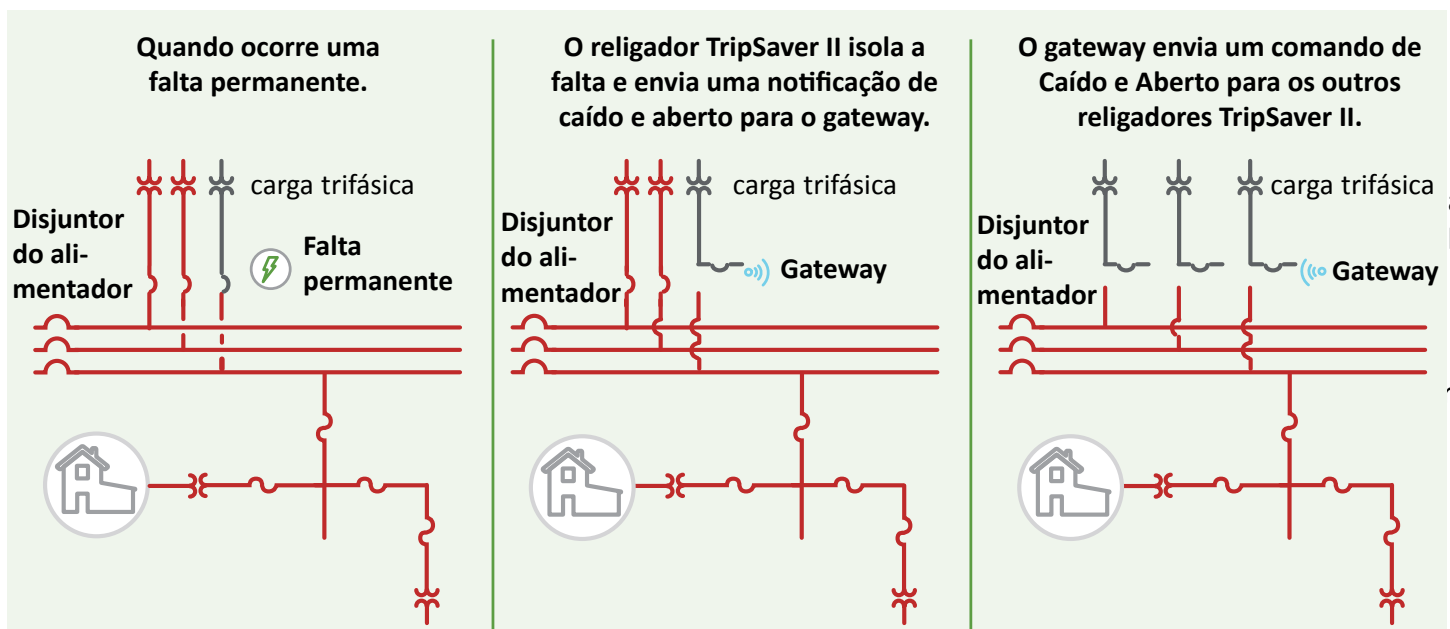 Quando ocorre uma
falta permanente.
carga trifásica
Disjuntor
do ali-
mentador
Falta
permanente
O religador TripSaver II isola a
falta e envia uma notificação de
caído e aberto para o gateway.
carga trifásica
Disjuntor
do ali-
mentador
Gateway
O gateway envia um comando de
Caído e Aberto para os outros
religadores TripSaver II.
carga trifásica
Disjuntor
do ali-
mentador
Gateway